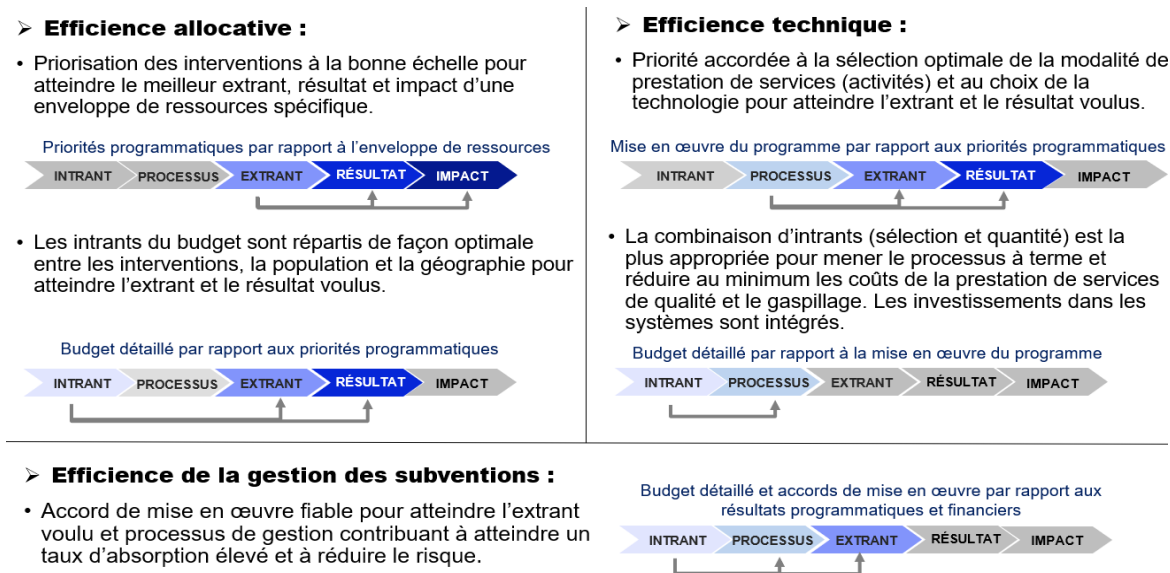 ➢ Efficience allocative :
• Priorisation des interventions à la bonne échelle pour
atteindre le meilleur extrant, résultat et impact d'une
enveloppe de ressources spécifique.
Priorités programmatiques par rapport à l'enveloppe de ressources
INTRANT PROCESSUS EXTRANT RÉSULTAT IMPACT
• Les intrants du budget sont répartis de façon optimale
entre les interventions, la population et la géographie pour
atteindre l'extrant et le résultat voulus.
Budget détaillé par rapport aux priorités programmatiques
INTRANT PROCESSUS EXTRANT RÉSULTAT IMPACT
➢ Efficience technique :
• Priorité accordée à la sélection optimale de la modalité de
prestation de services (activités) et au choix de la
technologie pour atteindre l'extrant et le résultat voulus.
Mise en œuvre du programme par rapport aux priorités programmatiques
INTRANT PROCESSUS EXTRANT RÉSULTAT IMPACT
• La combinaison d'intrants (sélection et quantité) est la
plus appropriée pour mener le processus à terme et
réduire au minimum les coûts de la prestation de services
de qualité et le gaspillage. Les investissements dans les
systèmes sont intégrés.
Budget détaillé par rapport à la mise en œuvre du programme
INTRANT PROCESSUS EXTRANT RÉSULTAT IMPACT
➢ Efficience de la gestion des subventions :
• Accord de mise en œuvre fiable pour atteindre l'extrant
voulu et processus de gestion contribuant à atteindre un
taux d'absorption élevé et à réduire le risque.
Budget détaillé et accords de mise en œuvre par rapport aux
résultats programmatiques et financiers
INTRANT PROCESSUS EXTRANT RÉSULTAT IMPACT